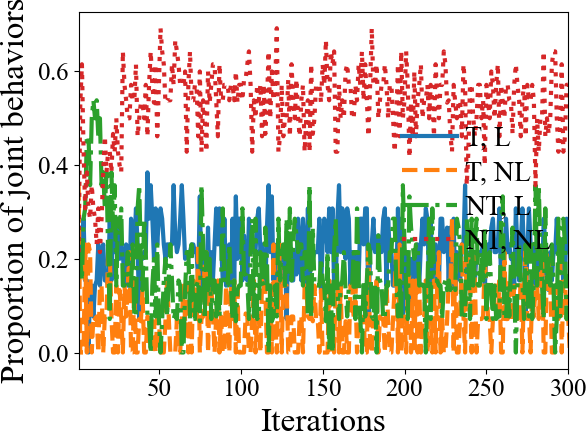 Proportion of joint behaviors
0.6
0.4
0.2
0.0
T, L
T, NL
NT, L
NT, NL
50 100 150 200 250 300
Iterations